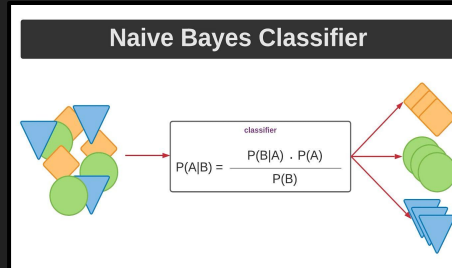 Naive Bayes Classifier
classifier
P(A|B) = P(B|A) . P(A)
P(B)